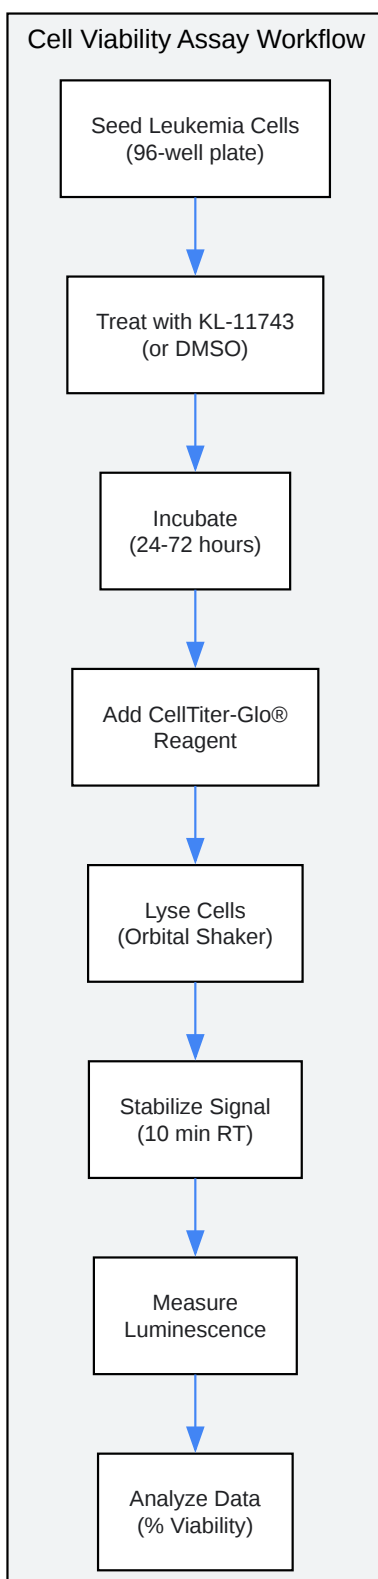 Cell Viability Assay Workflow
Seed Leukemia Cells
(96-well plate)
Treat with KL-11743
(or DMSO)
Incubate
(24-72 hours)
Add CellTiter-Glo®
Reagent
Lyse Cells
(Orbital Shaker)
Stabilize Signal
(10 min RT)
Measure
Luminescence
Analyze Data
(% Viability)